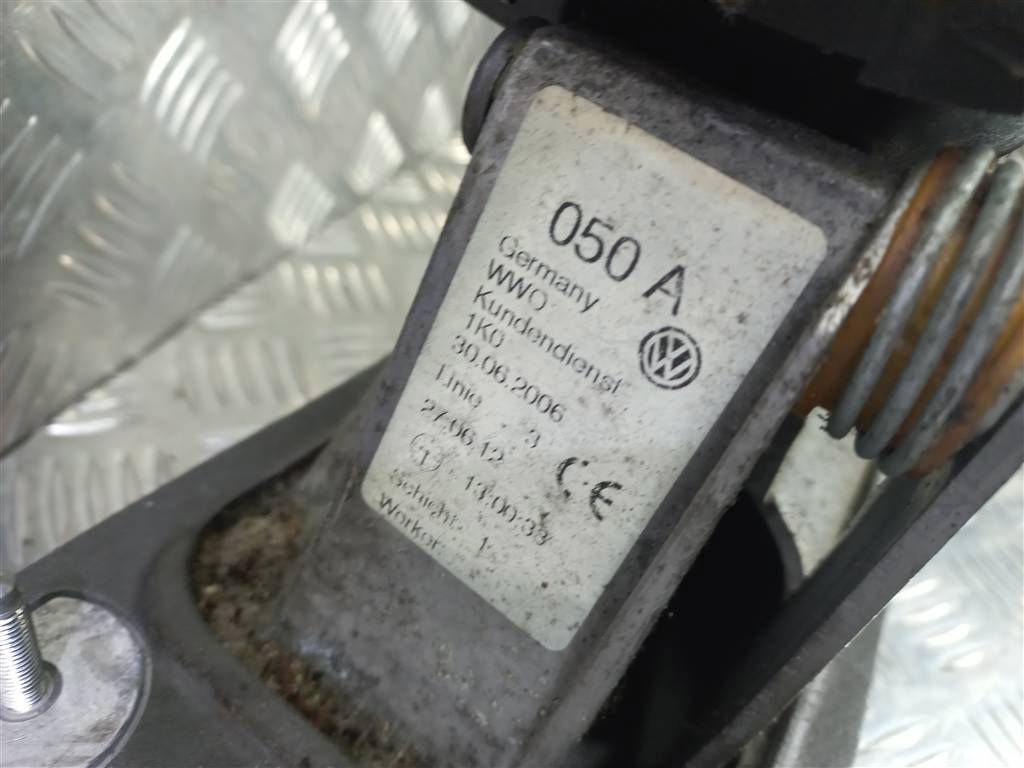 050 A
Germany
WWO
Kundendienst
1K0
30.06.2006
Linie 3
27.06.12
T 13:00:33
CE
Schicht: 1
Worker